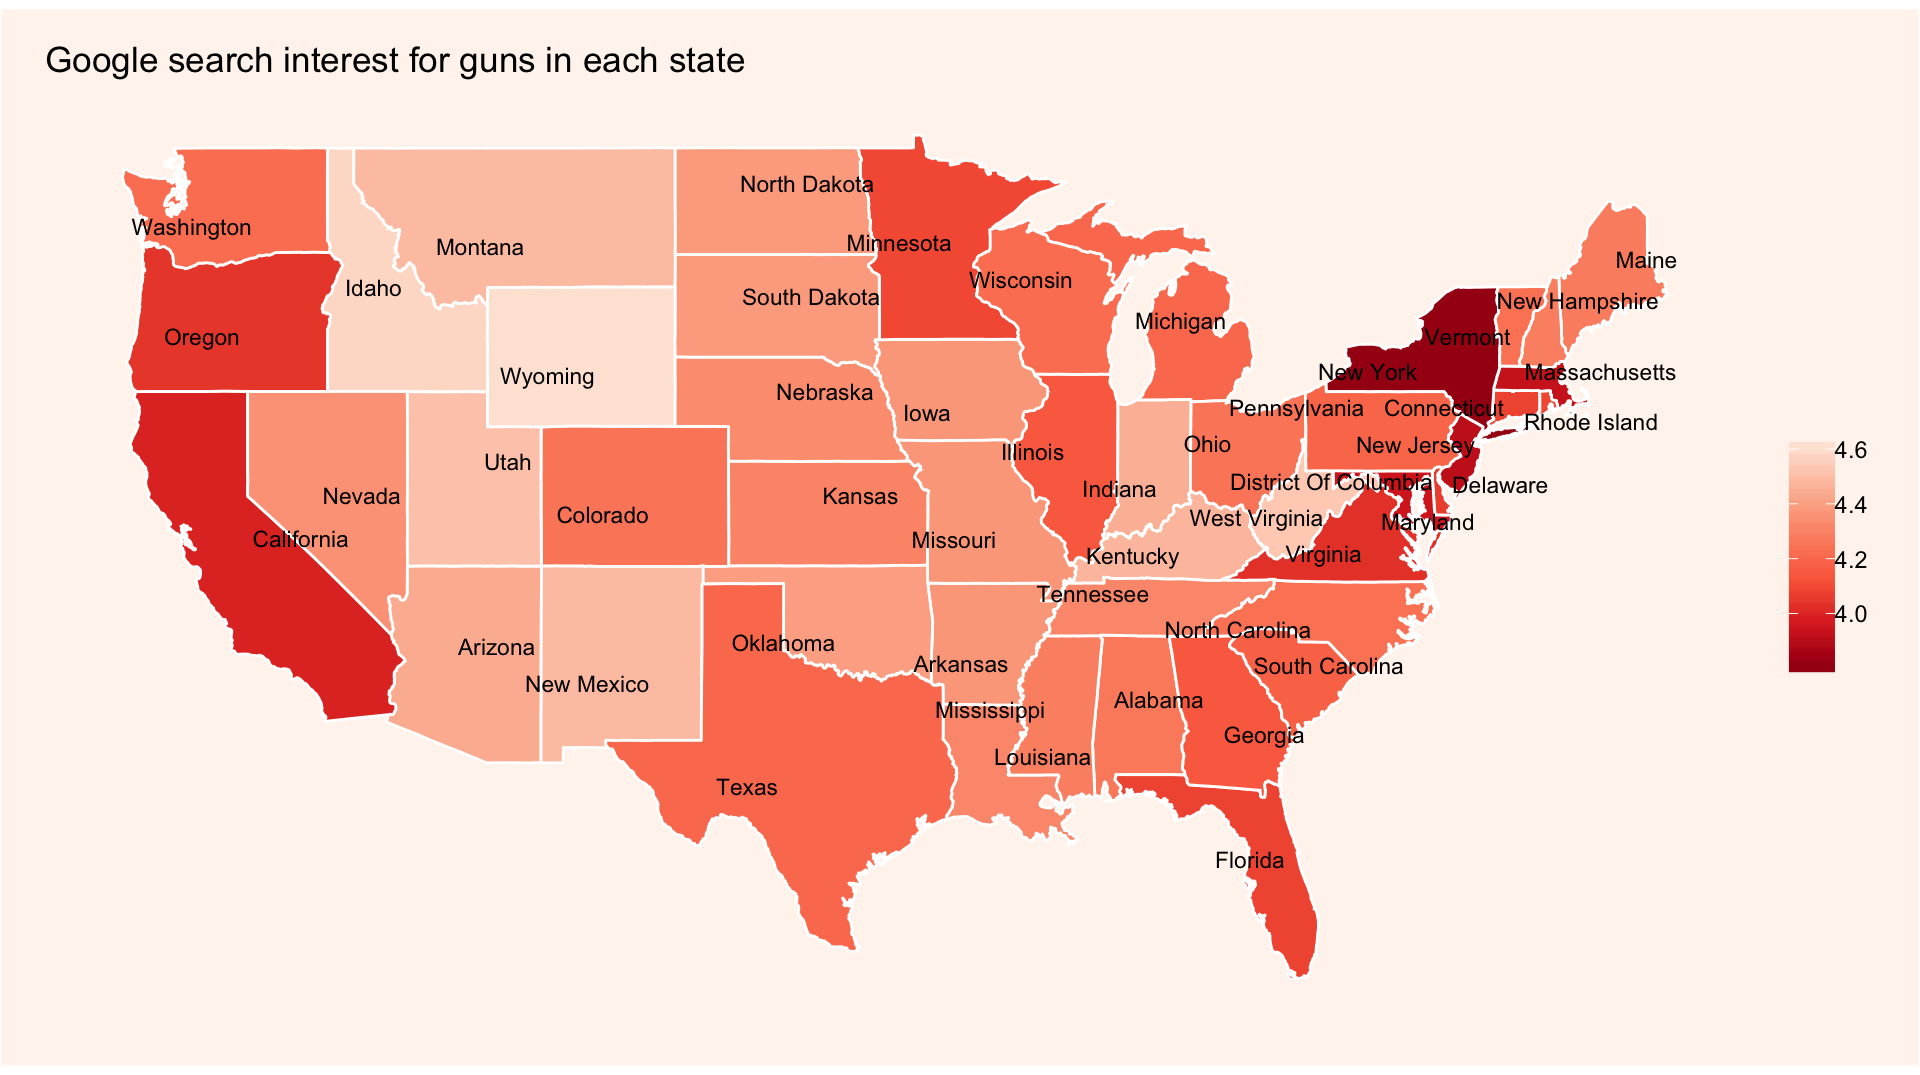 Google search interest for guns in each state
North Dakota
Washington
Minnesota
Montana
Maine
Wisconsin
Idaho
South Dakota
New Hampshire
Michigan
Oregon
Vermont
New York
Massachusetts
Wyoming
Nebraska
Iowa
Pennsylvania
Connecticut
Rhode Island
Ohio
New Jersey
Illinois
4.6
Utah
District Of Columbia
Delaware
Indiana
Nevada
Kansas
4.4
Colorado
West Virginia
Maryland
California
Missouri
Kentucky
Virginia
4.2
Tennessee
4.0
North Carolina
Oklahoma
Arizona
Arkansas
South Carolina
New Mexico
Alabama
Mississippi
Georgia
Louisiana
Texas
Florida